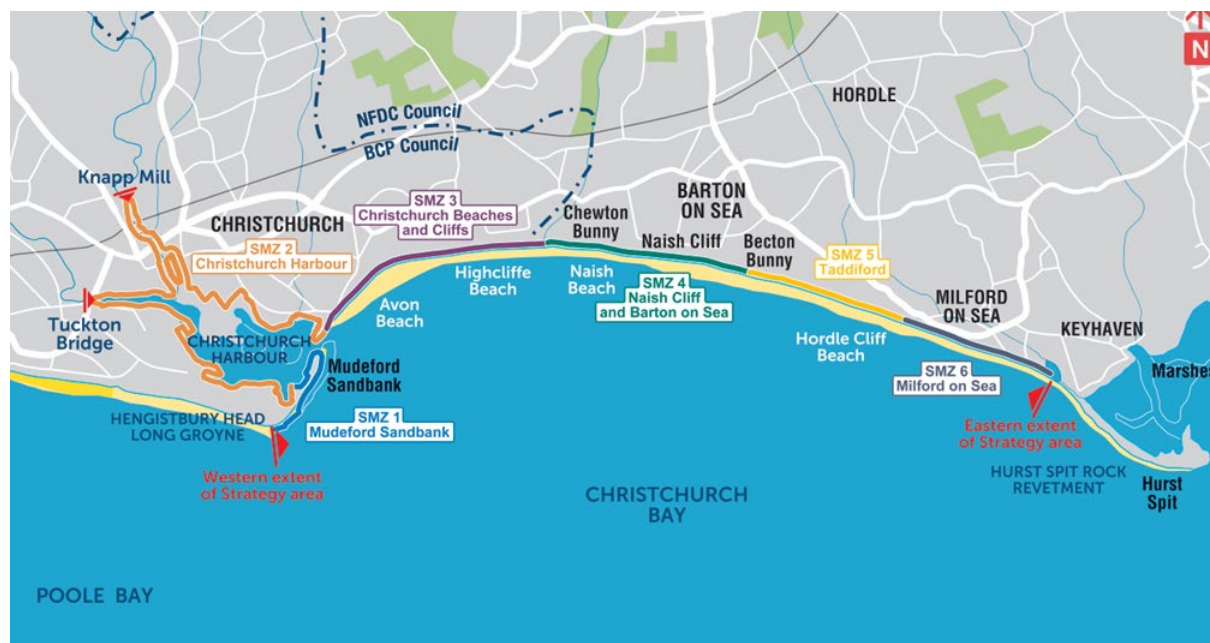 N
HORDLE
NFDC Council
BCP Council
Knapp Mill
SMZ 3
Christchurch Beaches
and Cliffs
BARTON
ON SEA
CHRISTCHURCH
Chewton
Bunny
SMZ 2
Christchurch Harbour
Naish Cliff
Becton
Bunny
SMZ 5
Taddiford
Highcliffe
Beach
Naish
Beach
SMZ 4
Naish Cliff
and Barton on Sea
Avon
Beach
MILFORD
ON SEA
KEYHAVEN
Tuckton
Bridge
CHRISTCHURCH
HARBOUR
Hordle Cliff
Beach
Mudeford
Sandbank
Marshes
SMZ 6
Milford on Sea
HENGISTBURY HEAD
LONG GROYNE
SMZ 1
Mudeford Sandbank
Eastern extent
of Strategy area
Western extent
of Strategy area
HURST SPIT ROCK
REVETMENT
Hurst
Spit
CHRISTCHURCH
BAY
POOLE BAY